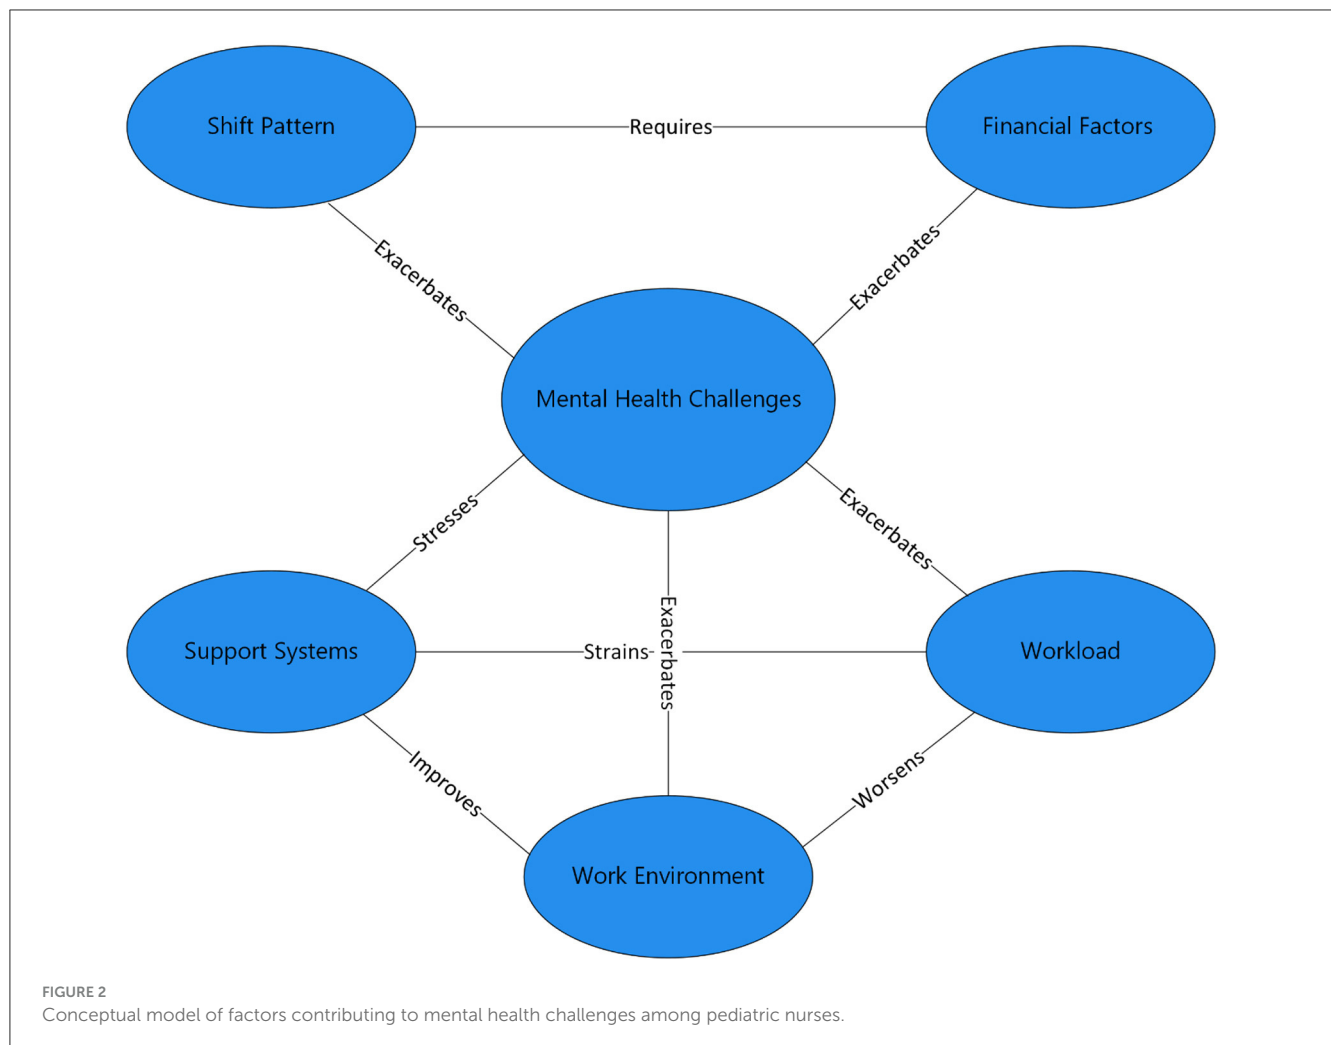 Shift Pattern
Requires
Financial Factors
Exacerbates
Exacerbates
Mental Health Challenges
Stresses
Exacerbates
Exacerbates
Support Systems
Strains
Workload
Improves
Worsens
Work Environment
FIGURE 2
Conceptual model of factors contributing to mental health challenges among pediatric nurses.